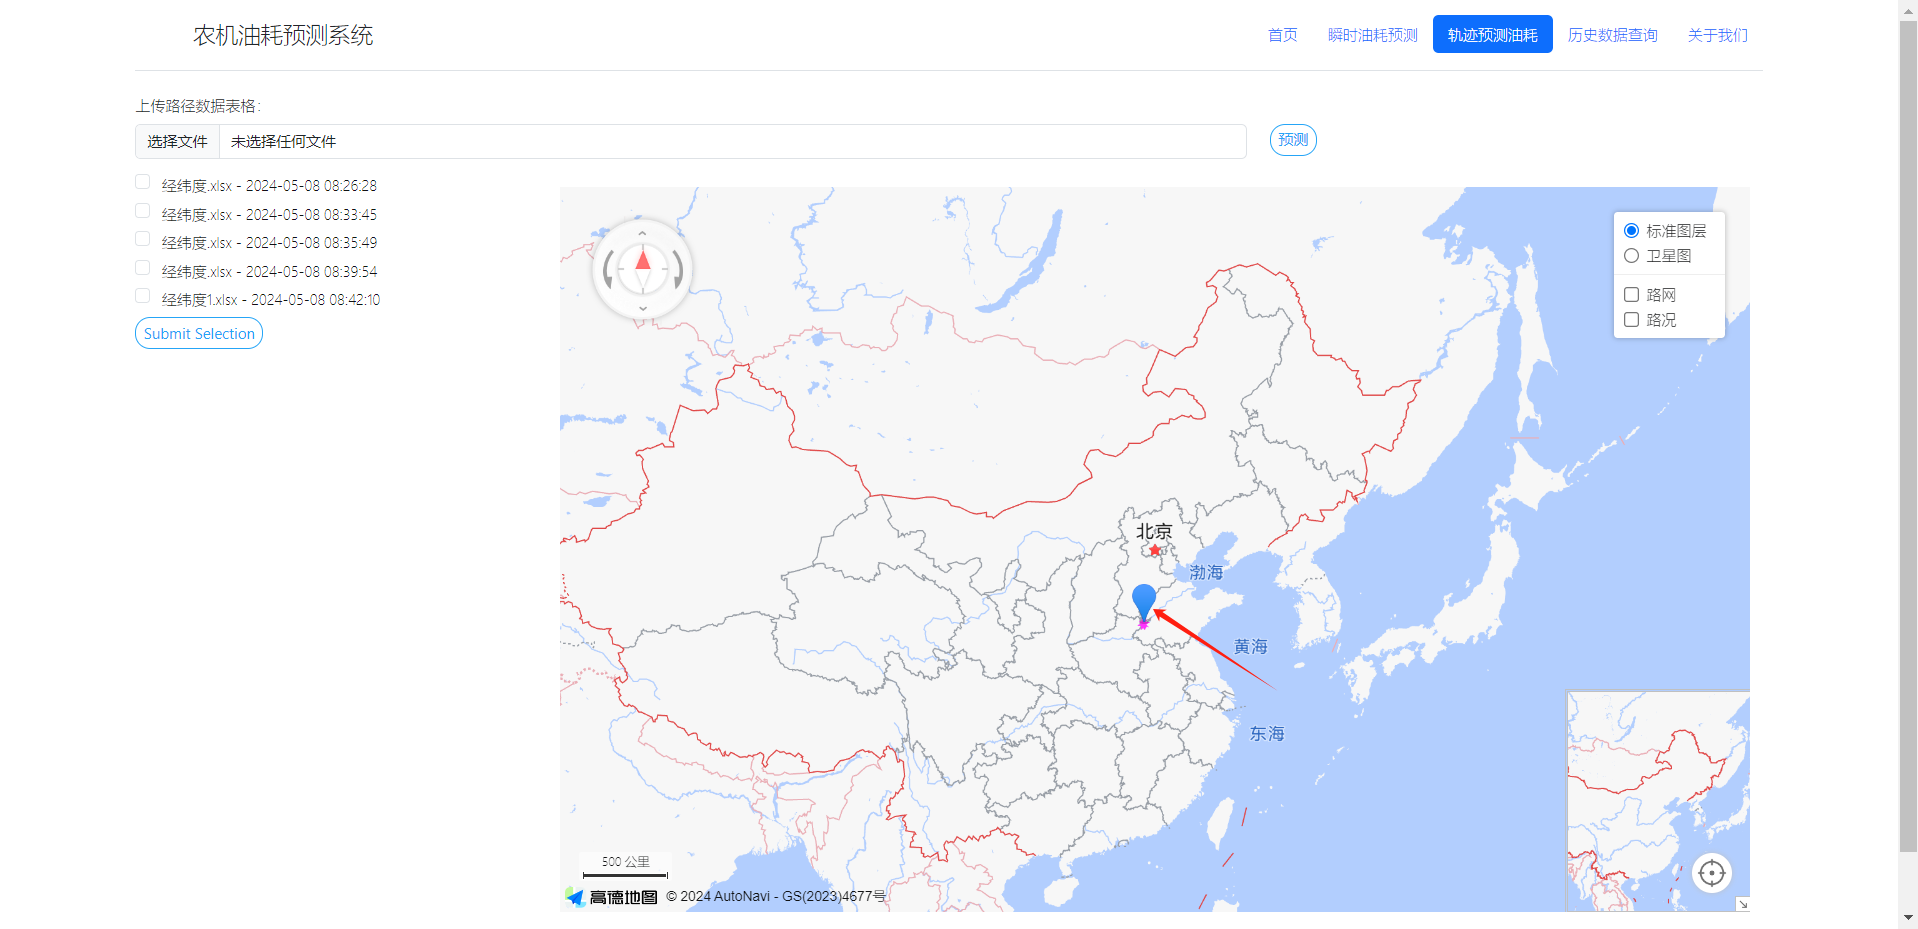 农机油耗预测系统
首页
瞬时油耗预测
轨迹预测油耗
历史数据查询
关于我们
上传路径数据表格:
选择文件 未选择任何文件
预测
经纬度.xlsx - 2024-05-08 08:26:28
经纬度.xlsx - 2024-05-08 08:33:45
经纬度.xlsx - 2024-05-08 08:35:49
经纬度.xlsx - 2024-05-08 08:39:54
经纬度1.xlsx - 2024-05-08 08:42:10
Submit Selection
标准图层
卫星图
路网
路况
北京
渤海
黄海
东海
500 公里
高德地图 © 2024 AutoNavi - GS(2023)4677号